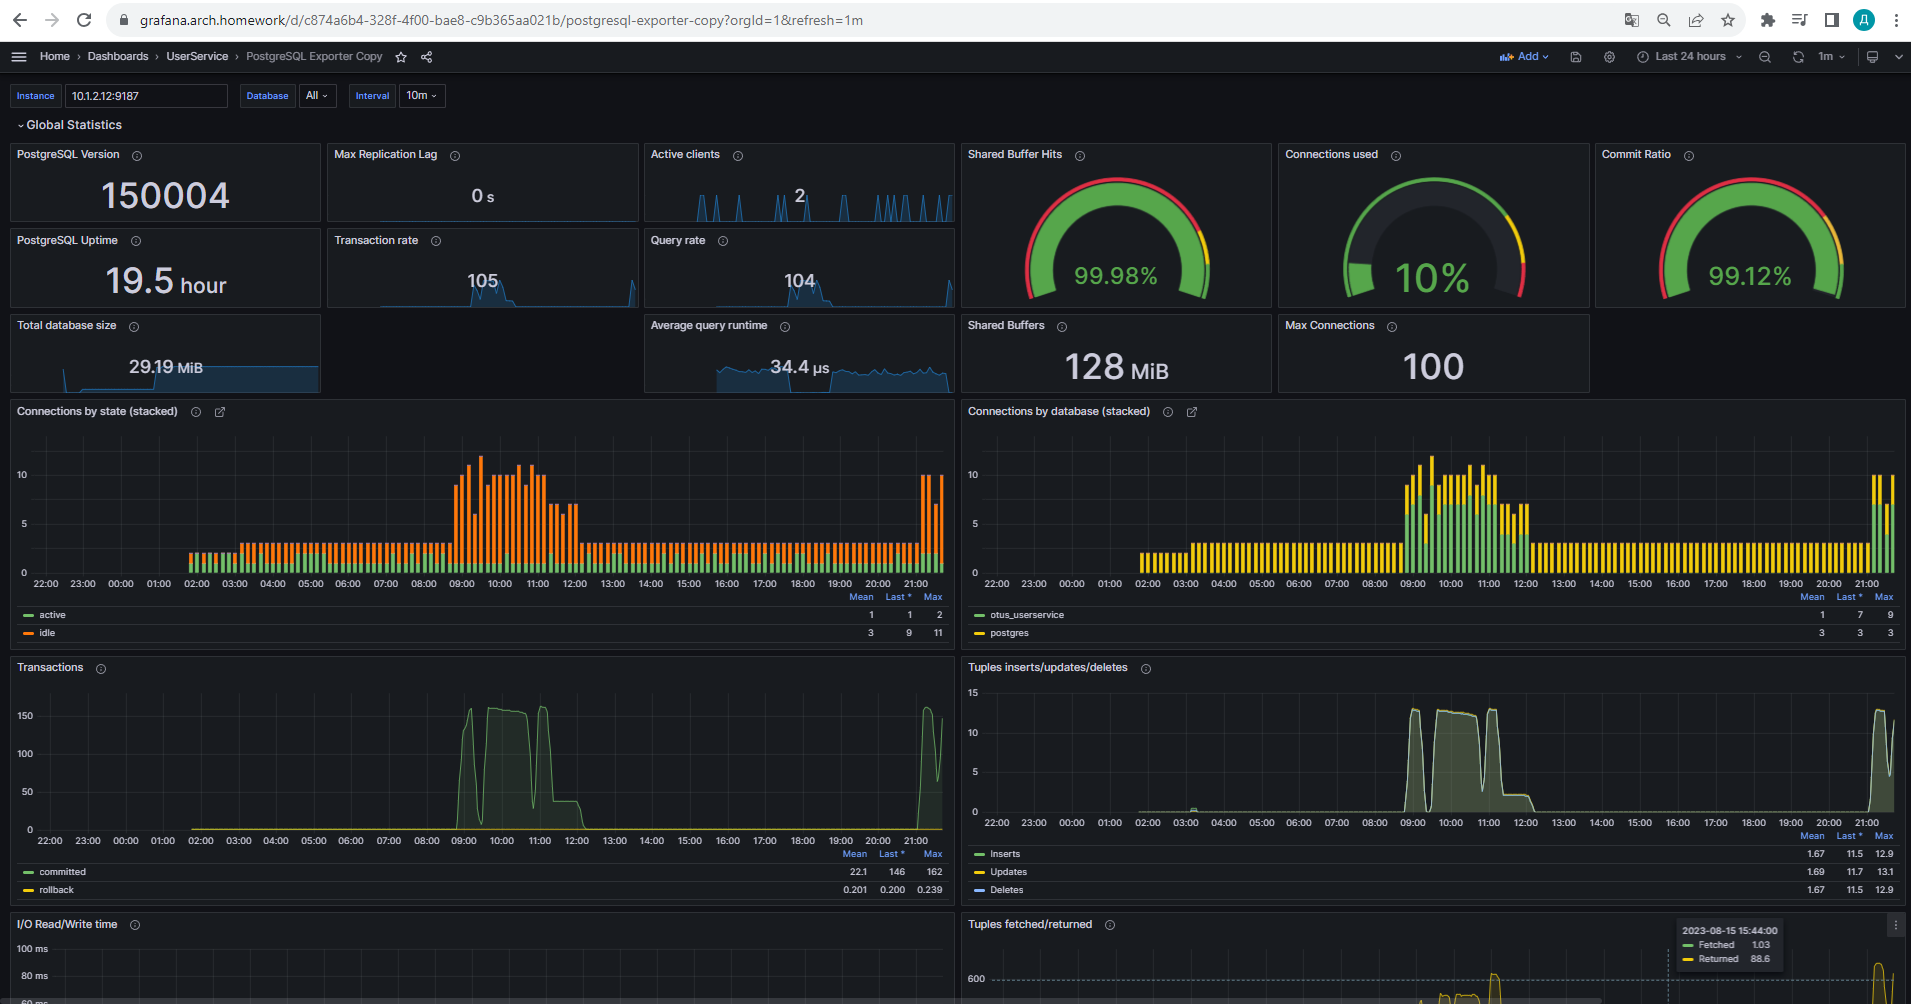 grafana.arch.homework/d/c874a6b4-328f-4f00-bae8-c9b365aa021b/postgresql-exporter-copy?orgId=1&refresh=1m
Д
Home › Dashboards › UserService › PostgreSQL Exporter Copy
Add
Last 24 hours
1m
Instance 10.1.2.12:9187 Database All Interval 10m
Global Statistics
PostgreSQL Version
150004
Max Replication Lag
0 s
Active clients
2
Shared Buffer Hits
99.98%
Connections used
10%
Commit Ratio
99.12%
PostgreSQL Uptime
19.5 hour
Transaction rate
105
Query rate
104
Total database size
29.19 MiB
Average query runtime
34.4 µs
Shared Buffers
128 MiB
Max Connections
100
Connections by state (stacked)
10
5
0
22:00 23:00 00:00 01:00 02:00 03:00 04:00 05:00 06:00 07:00 08:00 09:00 10:00 11:00 12:00 13:00 14:00 15:00 16:00 17:00 18:00 19:00 20:00 21:00
Mean Last * Max
active 1 1 2
idle 3 9 11
Connections by database (stacked)
10
5
0
22:00 23:00 00:00 01:00 02:00 03:00 04:00 05:00 06:00 07:00 08:00 09:00 10:00 11:00 12:00 13:00 14:00 15:00 16:00 17:00 18:00 19:00 20:00 21:00
Mean Last * Max
otus_userservice 1 7 9
postgres 3 3 3
Transactions
150
100
50
0
22:00 23:00 00:00 01:00 02:00 03:00 04:00 05:00 06:00 07:00 08:00 09:00 10:00 11:00 12:00 13:00 14:00 15:00 16:00 17:00 18:00 19:00 20:00 21:00
Mean Last * Max
committed 22.1 146 162
rollback 0.201 0.200 0.239
Tuples inserts/updates/deletes
15
10
5
0
22:00 23:00 00:00 01:00 02:00 03:00 04:00 05:00 06:00 07:00 08:00 09:00 10:00 11:00 12:00 13:00 14:00 15:00 16:00 17:00 18:00 19:00 20:00 21:00
Mean Last * Max
Inserts 1.67 11.5 12.9
Updates 1.69 11.7 13.1
Deletes 1.67 11.5 12.9
I/O Read/Write time
100 ms
80 ms
60 ms
Tuples fetched/returned
600
2023-08-15 15:44:00
Fetched 1.03
Returned 88.6